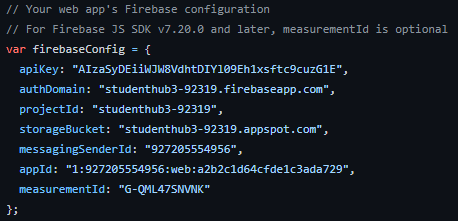 // Your web app's Firebase configuration
// For Firebase JS SDK v7.20.0 and later, measurementId is optional
var firebaseConfig = {
  apiKey: "AIzaSyDEiiWJW8VdhtDIYl09Eh1xsftc9cuzG1E",
  authDomain: "studenthub3-92319.firebaseapp.com",
  projectId: "studenthub3-92319",
  storageBucket: "studenthub3-92319.appspot.com",
  messagingSenderId: "927205554956",
  appId: "1:927205554956:web:a2b2c1d64cfde1c3ada729",
  measurementId: "G-QML47SNVNK"
};